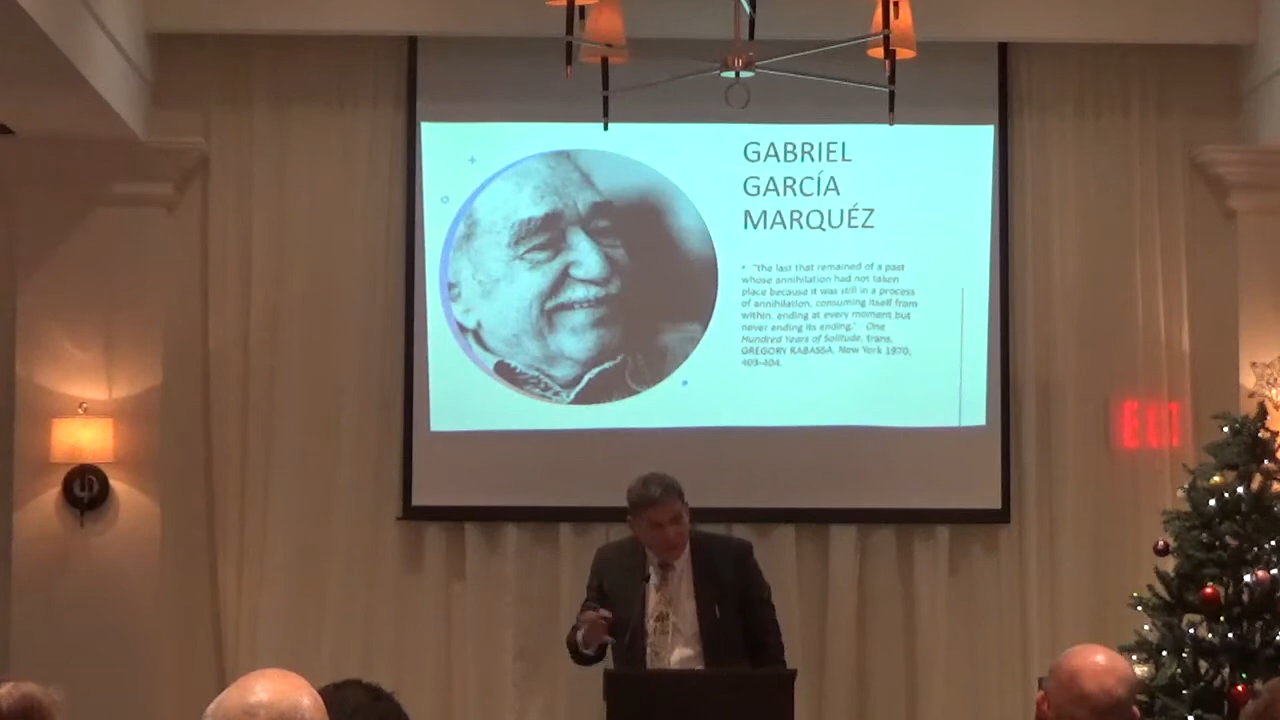 GABRIEL
GARCÍA
MARQUÉZ
• "the last that remained of a past
whose annihilation had not taken
place because it was still in a process
of annihilation, consuming itself from
within, ending at every moment but
never ending its ending." One
Hundred Years of Solitude, trans.
GREGORY RABASSA, New York 1970,
403-404.
EXIT